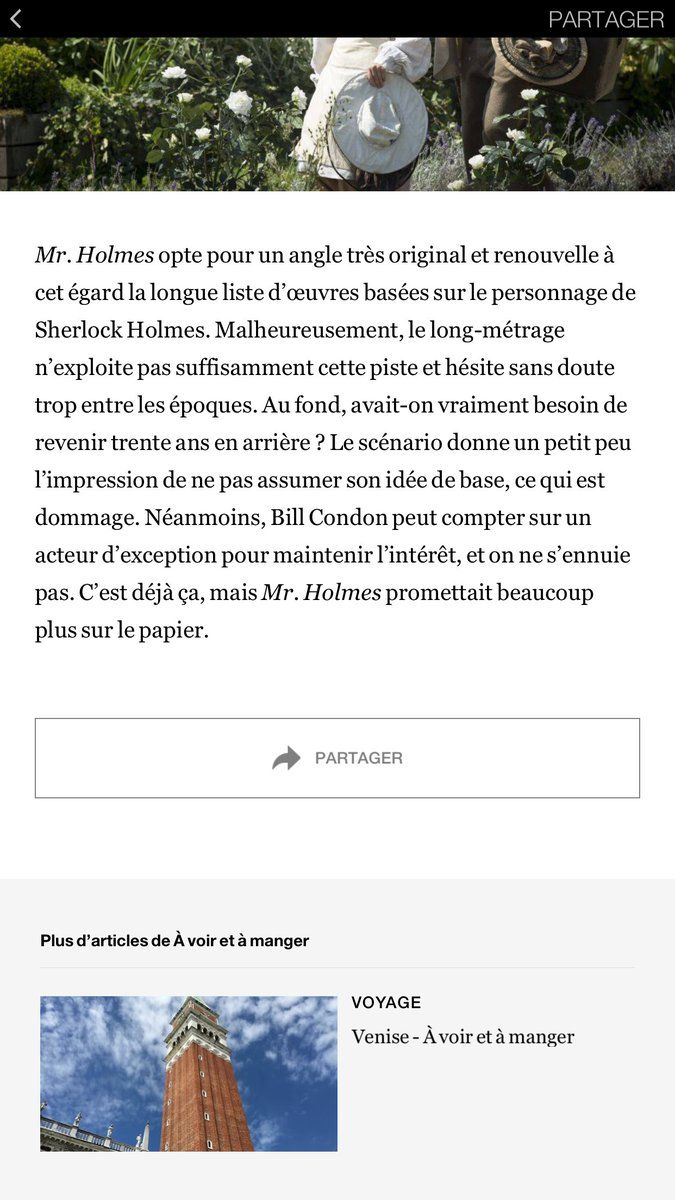 PARTAGER
Mr. Holmes opte pour un angle très original et renouvelle à
cet égard la longue liste d’œuvres basées sur le personnage de
Sherlock Holmes. Malheureusement, le long-métrage
n’exploite pas suffisamment cette piste et hésite sans doute
trop entre les époques. Au fond, avait-on vraiment besoin de
revenir trente ans en arrière ? Le scénario donne un petit peu
l’impression de ne pas assumer son idée de base, ce qui est
dommage. Néanmoins, Bill Condon peut compter sur un
acteur d’exception pour maintenir l’intérêt, et on ne s’ennuie
pas. C’est déjà ça, mais Mr. Holmes promettait beaucoup
plus sur le papier.
PARTAGER
Plus d’articles de À voir et à manger
VOYAGE
Venise - À voir et à manger